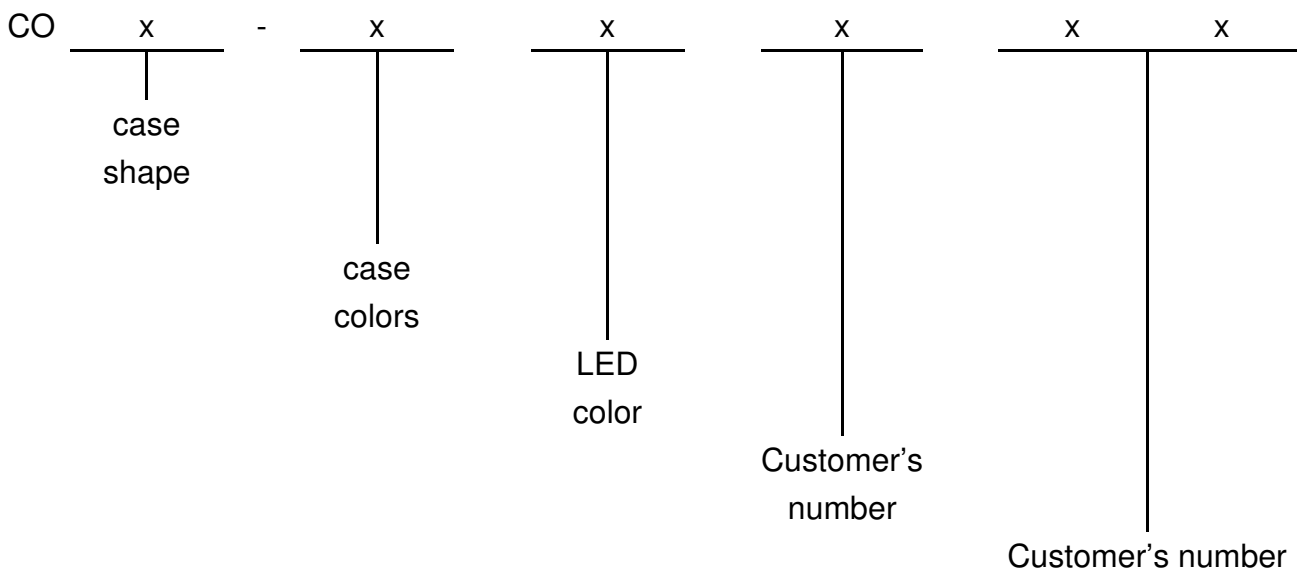 CO x - x x x x x
case
shape
case
colors
LED
color
Customer's
number
Customer's number